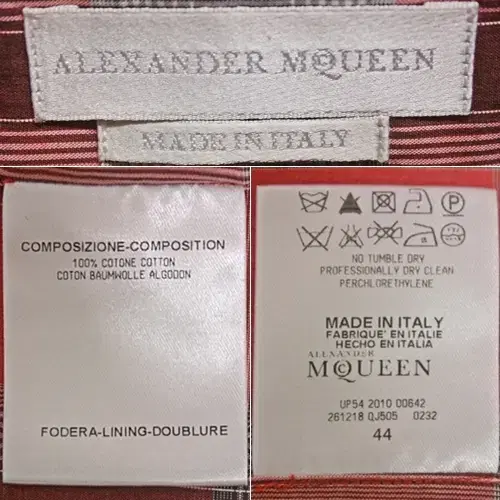 ALEXANDER MCQUEEN
MADE IN ITALY
COMPOSIZIONE-COMPOSITION
100% COTONE COTTON
COTON BAUMWOLLE ALGODON
FODERA-LINING-DOUBLURE
NO TUMBLE DRY
PROFESSIONALLY DRY CLEAN
PERCHLORETHYLENE
MADE IN ITALY
FABRIQUE' EN ITALIE
HECHO EN ITALIA
ALEXANDER
MCQUEEN
UP54 2010 00642
261218 QJ505 0232
44